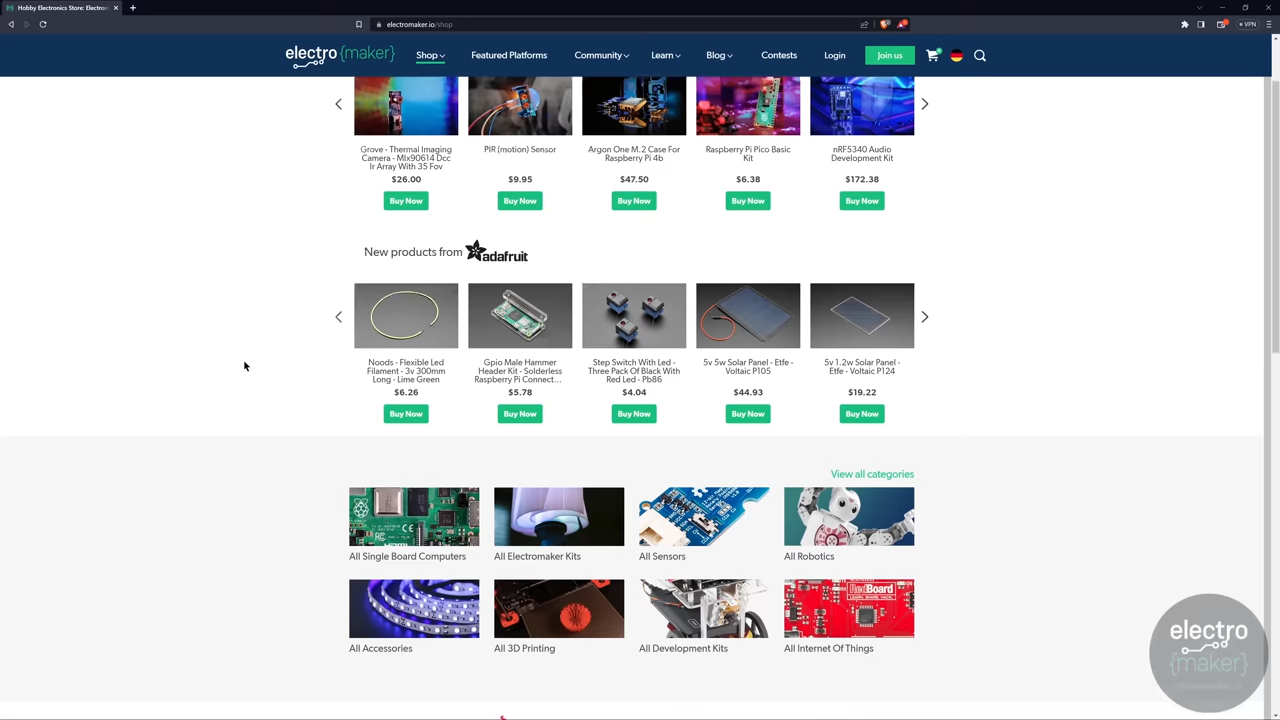 Hobby Electronics Store: Electron
electromaker.io/shop
VPN
electro {maker}
Shop
Featured Platforms
Community
Learn
Blog
Contests
Login
Join us
Grove - Thermal Imaging
Camera - Mlx90614 Dcc
Ir Array With 35 Fov
$26.00
Buy Now
PIR (motion) Sensor
$9.95
Buy Now
Argon One M.2 Case For
Raspberry Pi 4b
$47.50
Buy Now
Raspberry Pi Pico Basic
Kit
$6.38
Buy Now
nRF5340 Audio
Development Kit
$172.38
Buy Now
New products from adafruit
Noods - Flexible Led
Filament - 3v 300mm
Long - Lime Green
$6.26
Buy Now
Gpio Male Hammer
Header Kit - Solderless
Raspberry Pi Connect...
$5.78
Buy Now
Step Switch With Led -
Three Pack Of Black With
Red Led - Pb86
$4.04
Buy Now
5v 5w Solar Panel - Etfe -
Voltaic P105
$44.93
Buy Now
5v 1.2w Solar Panel -
Etfe - Voltaic P124
$19.22
Buy Now
View all categories
All Single Board Computers
All Electromaker Kits
All Sensors
All Robotics
RedBoard
All Accessories
All 3D Printing
All Development Kits
All Internet Of Things
electro
{maker}